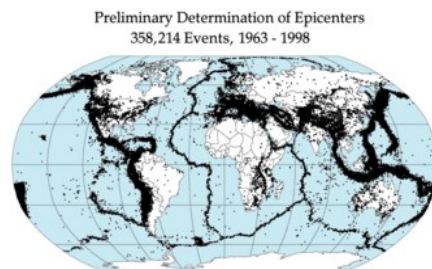 Preliminary Determination of Epicenters
358,214 Events, 1963 - 1998